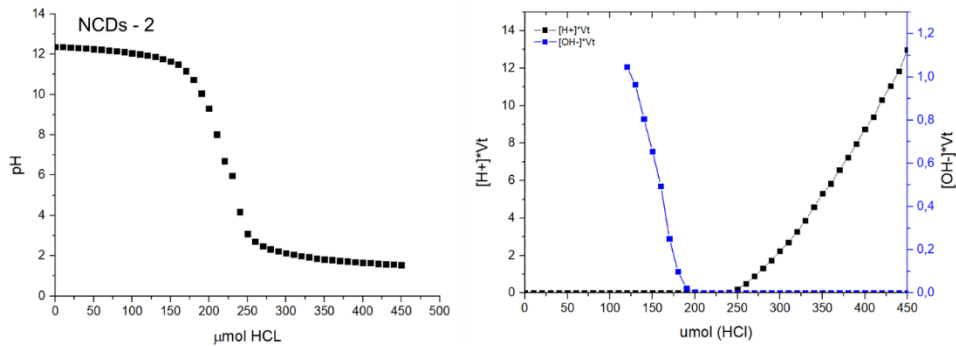 NCDs - 2
14
12
10
8
6
4
2
0
0 50 100 150 200 250 300 350 400 450 500
pH
μmol HCL
[H+]*Vt
[OH-]*Vt
14
12
10
8
6
4
2
0
0 50 100 150 200 250 300 350 400 450
1,2
1,0
0,8
0,6
0,4
0,2
0,0
[H+]*Vt
[OH-]*Vt
umol (HCl)